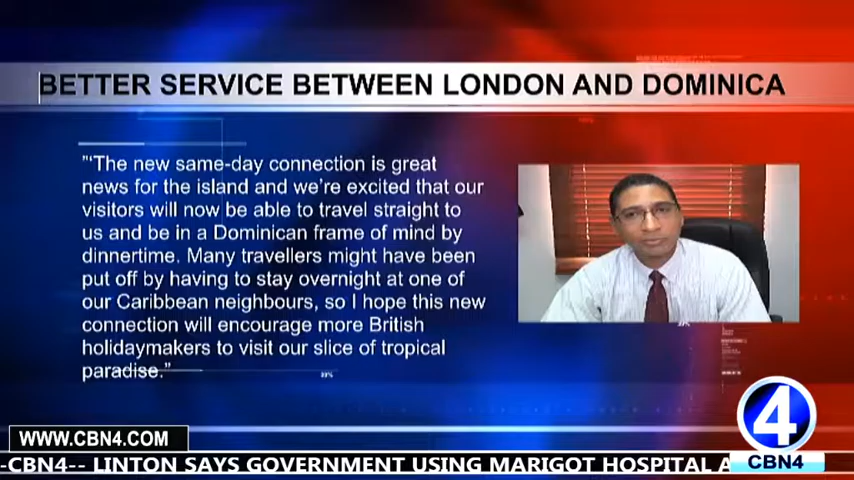 BETTER SERVICE BETWEEN LONDON AND DOMINICA
"'The new same-day connection is great
news for the island and we're excited that our
visitors will now be able to travel straight to
us and be in a Dominican frame of mind by
dinnertime. Many travellers might have been
put off by having to stay overnight at one of
our Caribbean neighbours, so I hope this new
connection will encourage more British
holidaymakers to visit our slice of tropical
paradise."
WWW.CBN4.COM
4
CBN4
-CBN4-- LINTON SAYS GOVERNMENT USING MARIGOT HOSPITAL A